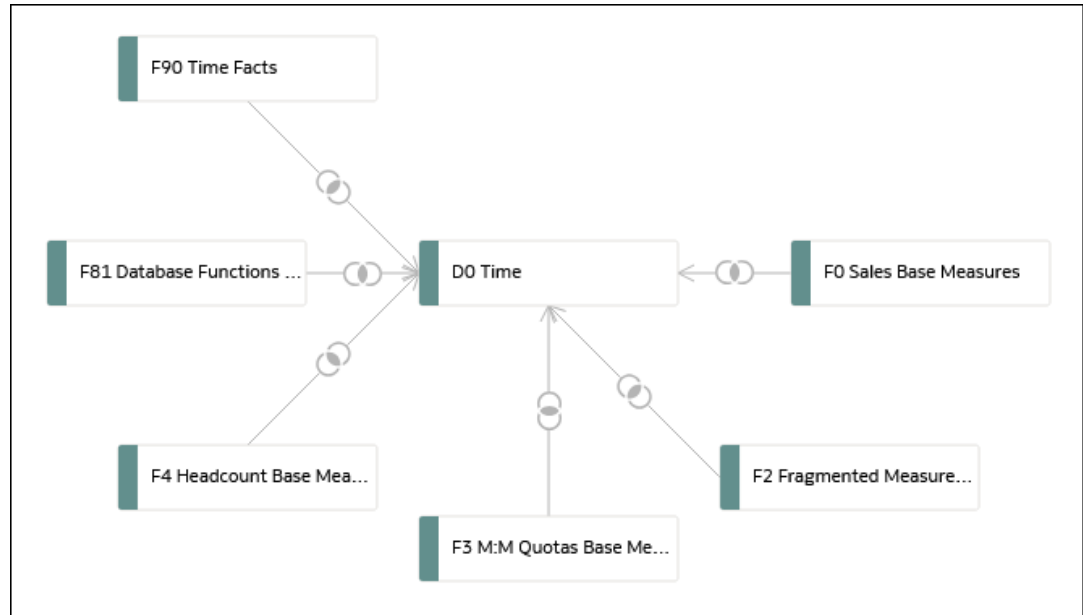 F90 Time Facts
F81 Database Functions ...
D0 Time
F0 Sales Base Measures
F4 Headcount Base Mea...
F2 Fragmented Measure...
F3 M:M Quotas Base Me...